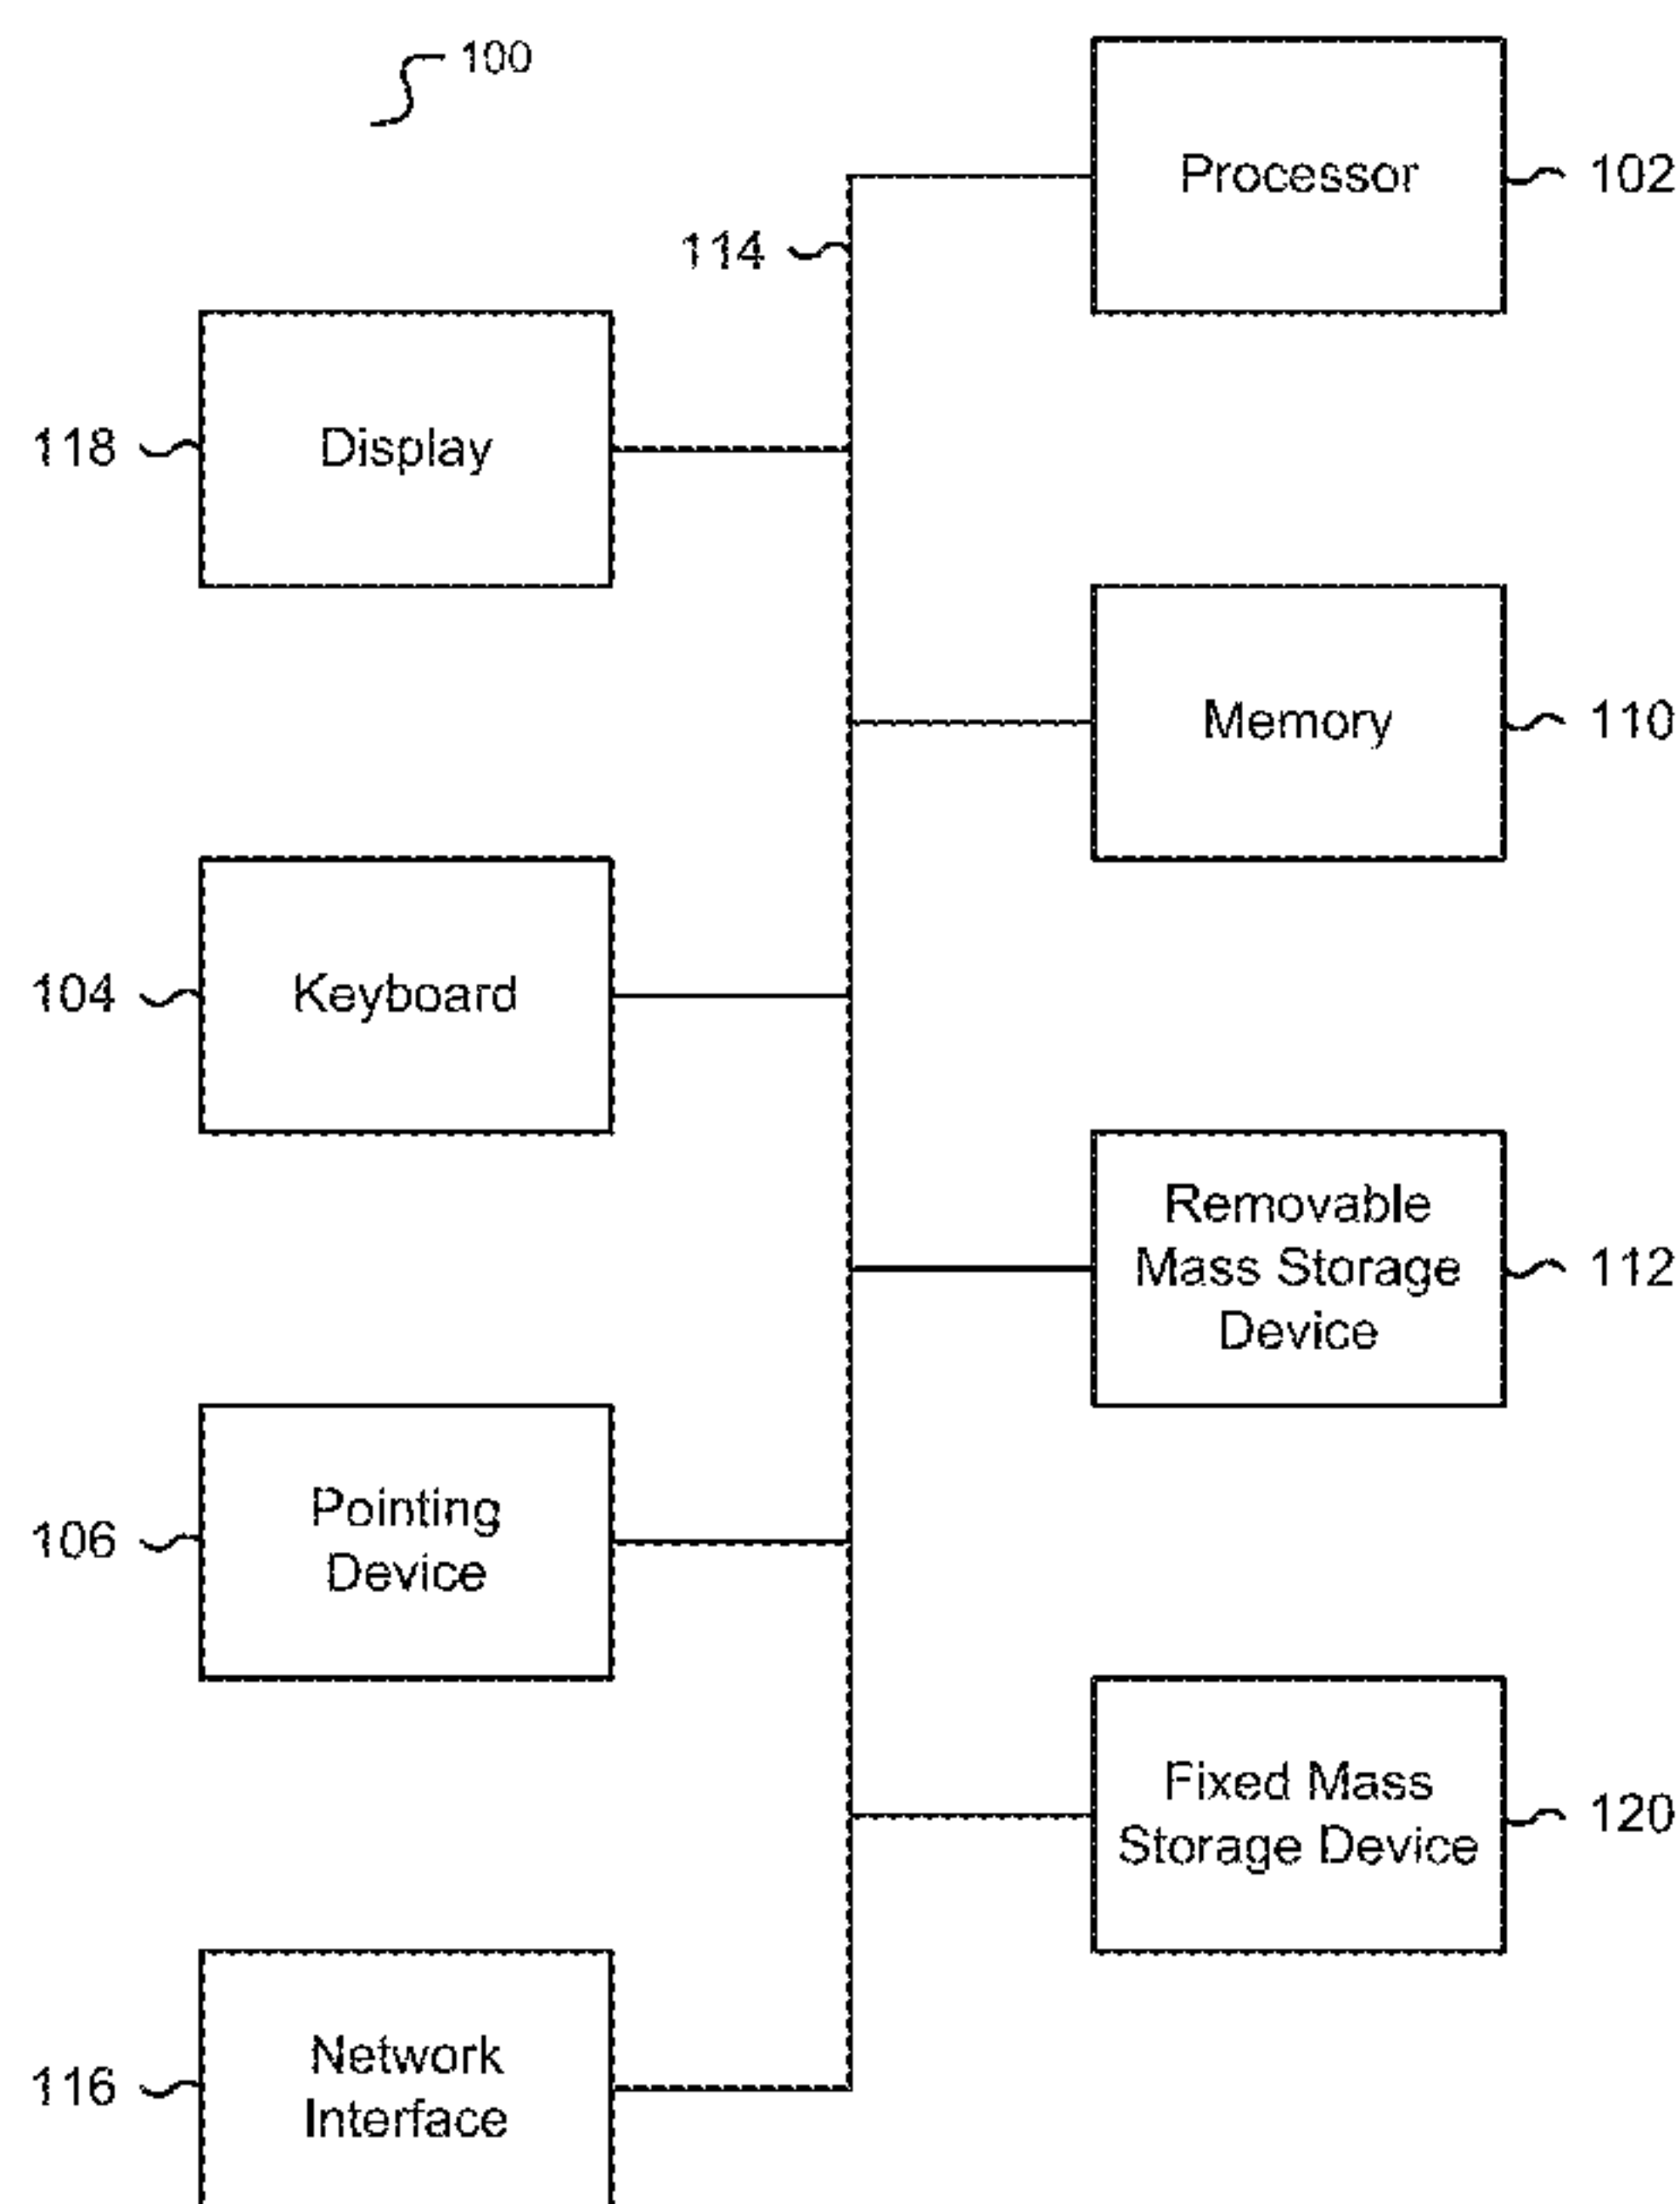 100
Processor
102
114
118
Display
Memory
110
104
Keyboard
Removable
Mass Storage
Device
112
106
Pointing
Device
Fixed Mass
Storage Device
120
116
Network
Interface